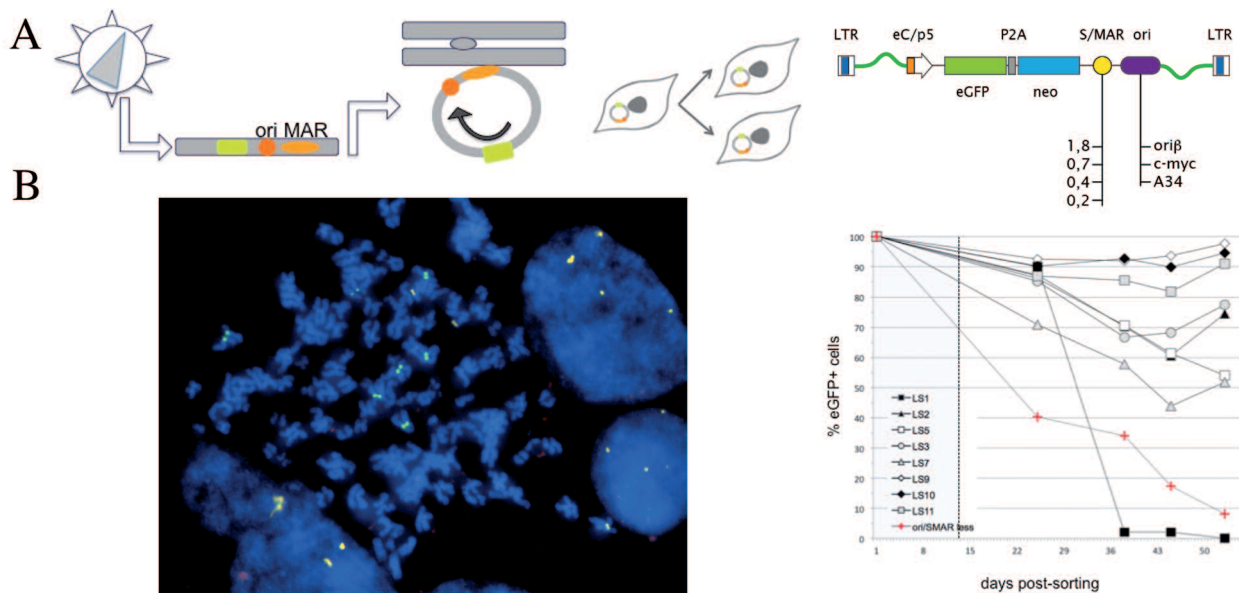 A
ori MAR
LTR
eC/p5
P2A
S/MAR
ori
LTR
eGFP
neo
1,8
0,7
0,4
0,2
oriβ
c-myc
A34
B
% eGFP+ cells
100
90
80
70
60
50
40
30
20
10
0
LS1
LS2
LS5
LS3
LS7
LS9
LS10
LS11
ori/SMAR less
1
8
15
22
29
36
43
50
days post-sorting